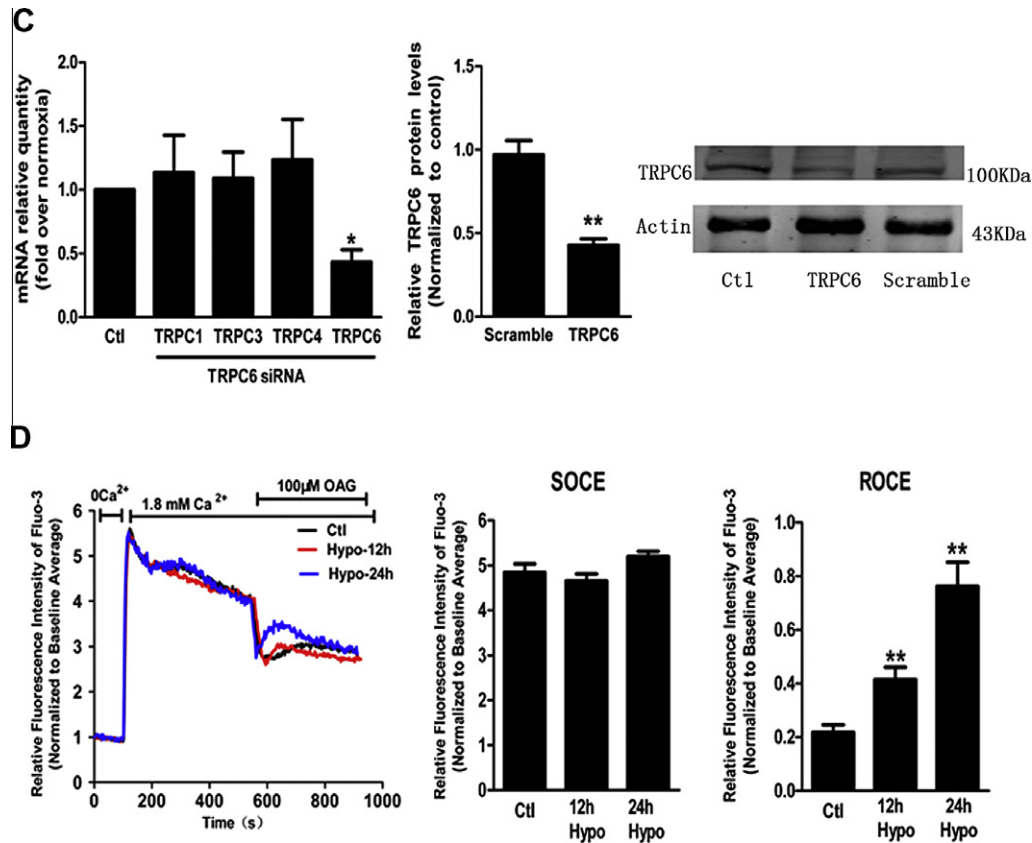 C
mRNA relative quantity
(fold over normoxia)
2.0
1.5
1.0
0.5
0.0
*
Ctl TRPC1 TRPC3 TRPC4 TRPC6
TRPC6 siRNA
Relative TRPC6 protein levels
(Normalized to control)
1.5
1.0
0.5
0.0
**
Scramble TRPC6
TRPC6 100KDa
Actin 43KDa
Ctl TRPC6 Scramble
D
Relative Fluorescence Intensity of Fluo-3
(Normalized to Baseline Average)
100μM OAG
0Ca²⁺ 1.8 mM Ca ²⁺
Ctl
Hypo-12h
Hypo-24h
6
5
4
3
2
1
0
0 200 400 600 800 1000
Time (s)
SOCE
Relative Fluorescence Intensity of Fluo-3
(Normalized to Baseline Average)
6
5
4
3
2
1
0
Ctl 12h Hypo 24h Hypo
ROCE
Relative Fluorescence Intensity of Fluo-3
(Normalized to Baseline Average)
1.0
0.8
0.6
0.4
0.2
0.0
**
**
Ctl 12h Hypo 24h Hypo